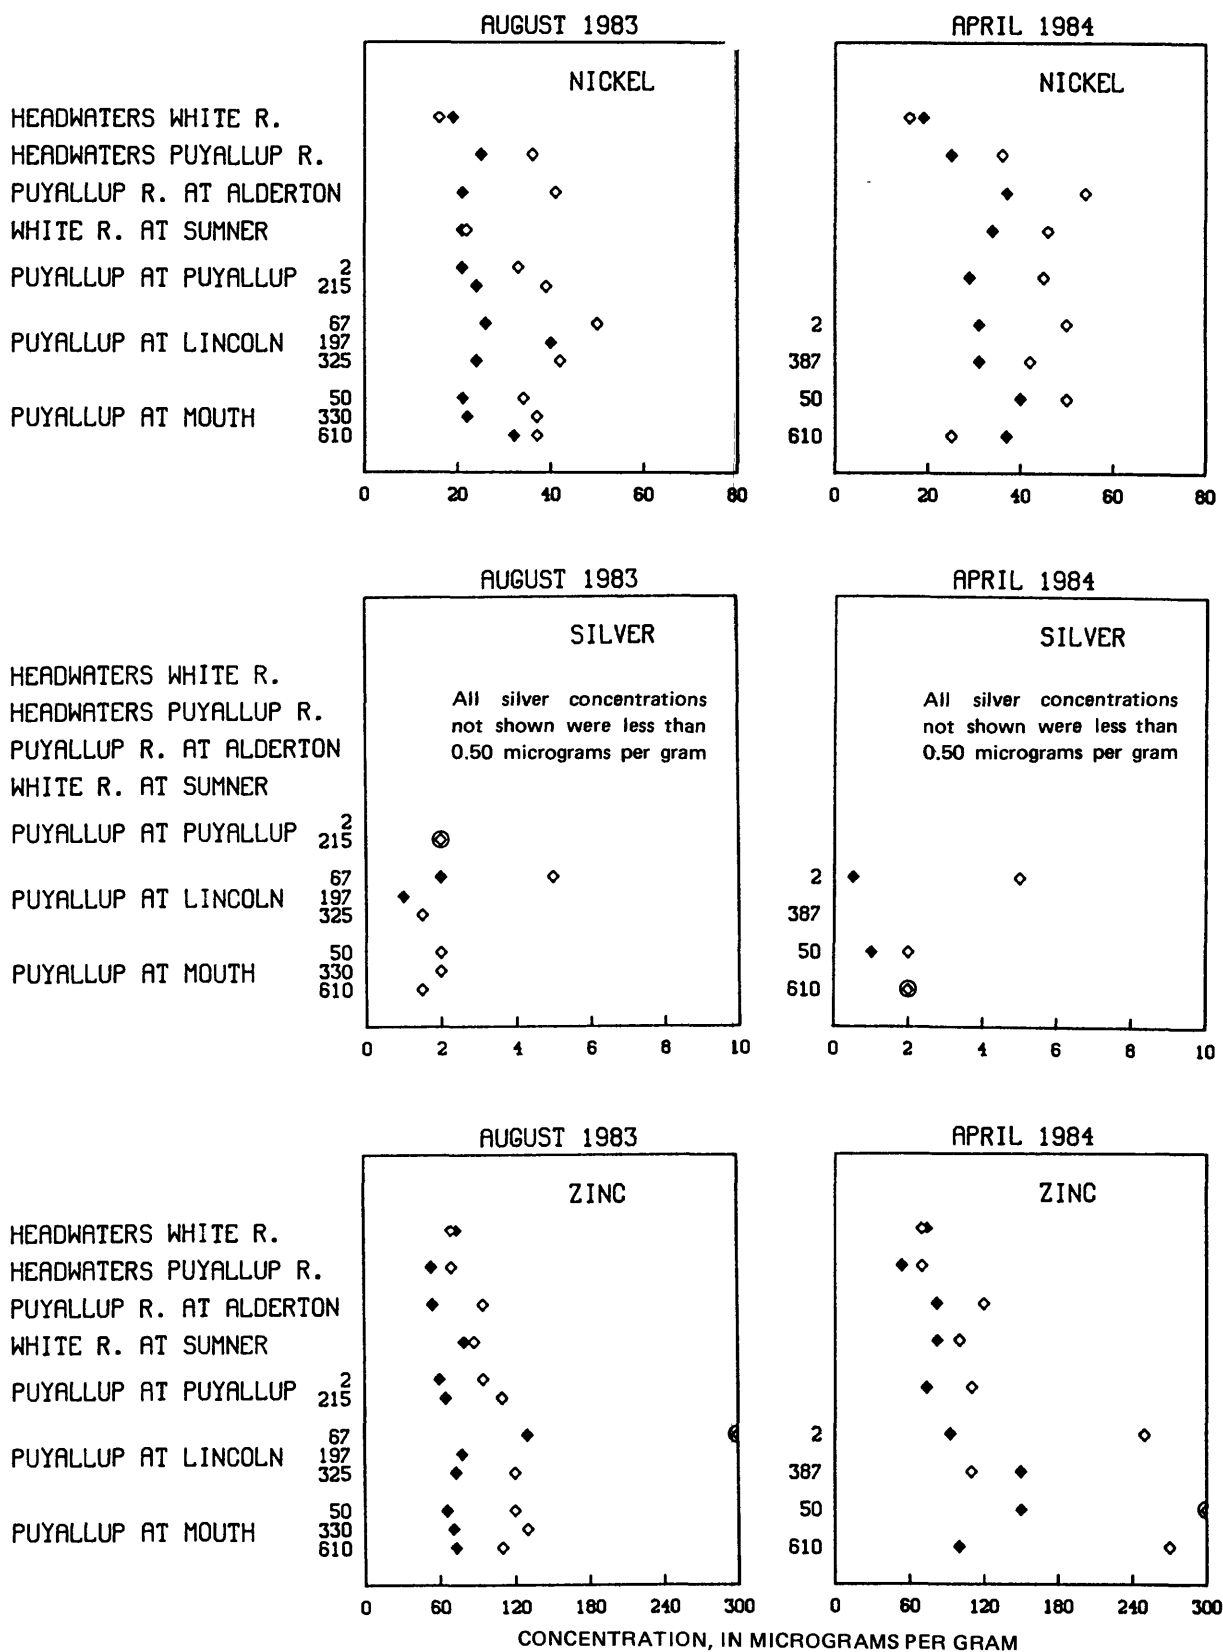 AUGUST 1983 APRIL 1984
NICKEL NICKEL
HEADWATERS WHITE R.
HEADWATERS PUYALLUP R.
PUYALLUP R. AT ALDERTON
WHITE R. AT SUMNER
PUYALLUP AT PUYALLUP 2
215
PUYALLUP AT LINCOLN 67 2
197
325 387
PUYALLUP AT MOUTH 50 50
330
610 610
0 20 40 60 80 0 20 40 60 80
AUGUST 1983 APRIL 1984
SILVER SILVER
HEADWATERS WHITE R.
All silver concentrations All silver concentrations
HEADWATERS PUYALLUP R.
not shown were less than not shown were less than
PUYALLUP R. AT ALDERTON
0.50 micrograms per gram 0.50 micrograms per gram
WHITE R. AT SUMNER
PUYALLUP AT PUYALLUP 2
215
PUYALLUP AT LINCOLN 67 2
197
325 387
PUYALLUP AT MOUTH 50 50
330
610 610
0 2 4 6 8 10 0 2 4 6 8 10
AUGUST 1983 APRIL 1984
ZINC ZINC
HEADWATERS WHITE R.
HEADWATERS PUYALLUP R.
PUYALLUP R. AT ALDERTON
WHITE R. AT SUMNER
PUYALLUP AT PUYALLUP 2
215
PUYALLUP AT LINCOLN 67 2
197
325 387
PUYALLUP AT MOUTH 50 50
330
610 610
0 60 120 180 240 300 0 60 120 180 240 300
CONCENTRATION, IN MICROGRAMS PER GRAM